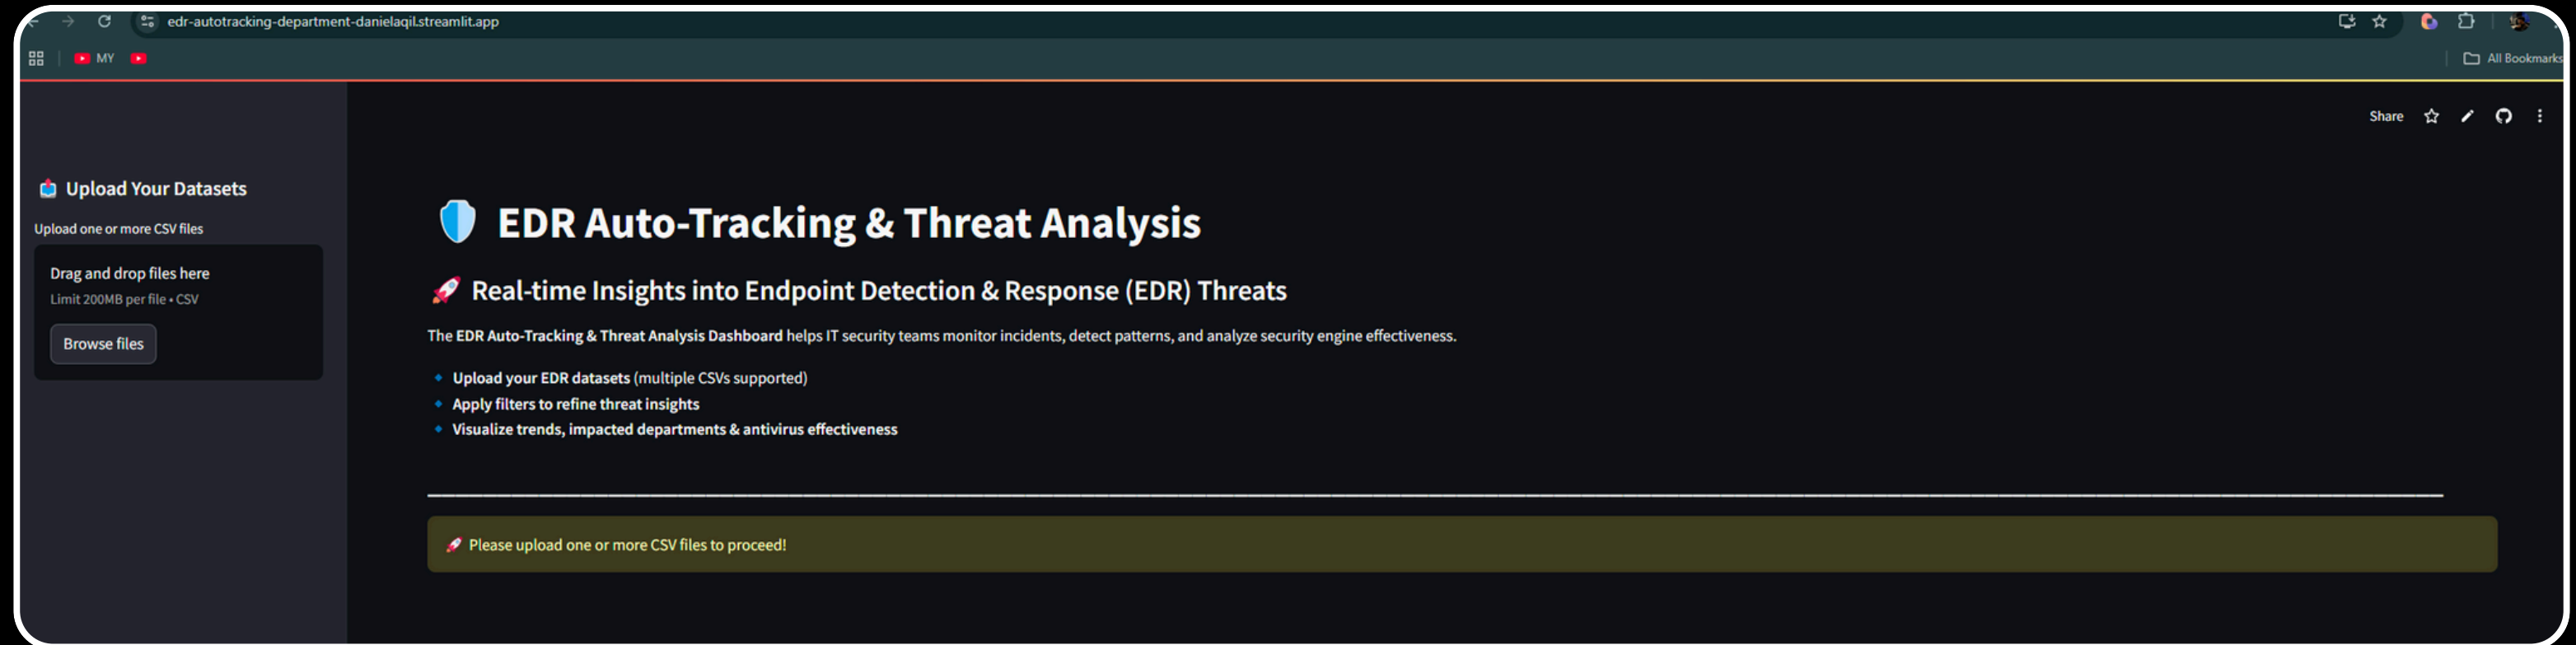 edr-autotracking-department-danielaqil.streamlit.app
MY
All Bookmarks
Share
Upload Your Datasets
Upload one or more CSV files
Drag and drop files here
Limit 200MB per file • CSV
Browse files
EDR Auto-Tracking & Threat Analysis
Real-time Insights into Endpoint Detection & Response (EDR) Threats
The EDR Auto-Tracking & Threat Analysis Dashboard helps IT security teams monitor incidents, detect patterns, and analyze security engine effectiveness.
Upload your EDR datasets (multiple CSVs supported)
Apply filters to refine threat insights
Visualize trends, impacted departments & antivirus effectiveness
Please upload one or more CSV files to proceed!